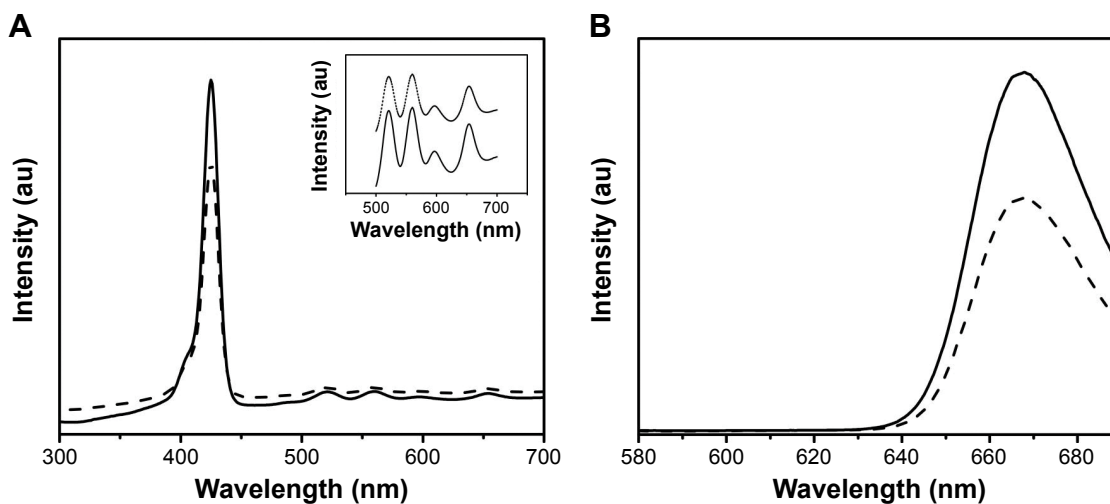 A
Intensity (au)
Intensity (au)
500 600 700
Wavelength (nm)
300 400 500 600 700
Wavelength (nm)
B
Intensity (au)
580 600 620 640 660 680
Wavelength (nm)